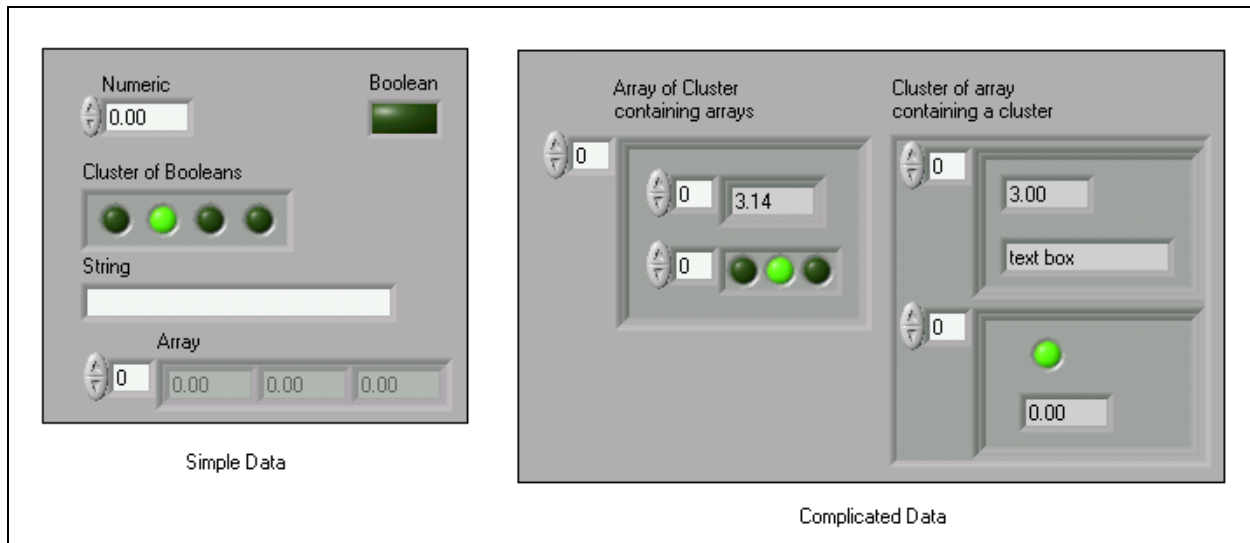 Numeric
0.00
Boolean
Cluster of Booleans
String
Array
0
0.00 0.00 0.00
Simple Data
Array of Cluster
containing arrays
0
0
3.14
0
Cluster of array
containing a cluster
0
3.00
text box
0
0.00
Complicated Data